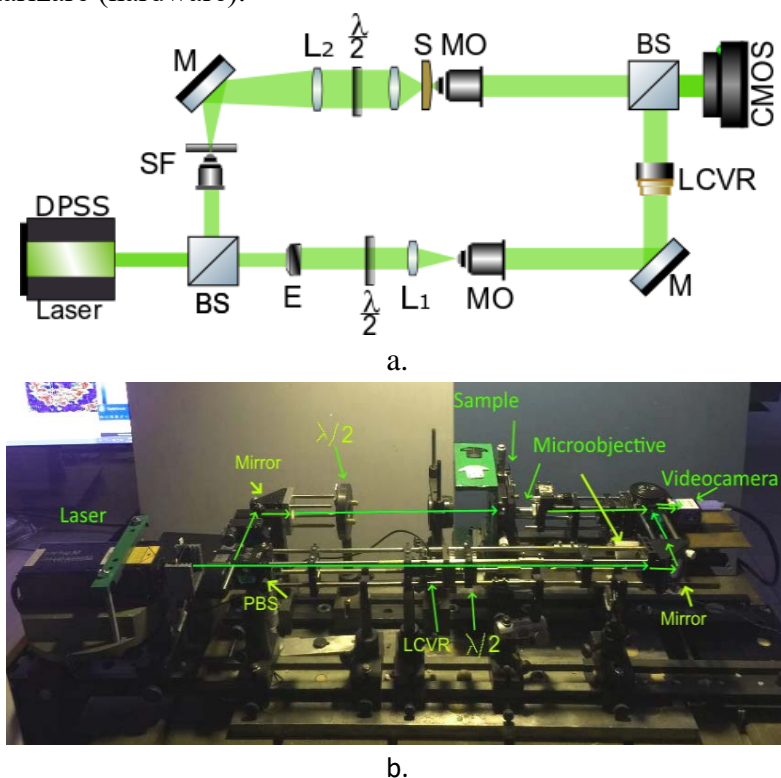 (hardware).
M
L2
λ/2
S MO
BS
CMOS
SF
LCVR
DPSS
Laser
BS
E
λ/2
L1
MO
M
a.
Sample
λ/2
Mirror
Microobjective
Videocamera
Laser
PBS
LCVR
λ/2
Mirror
b.